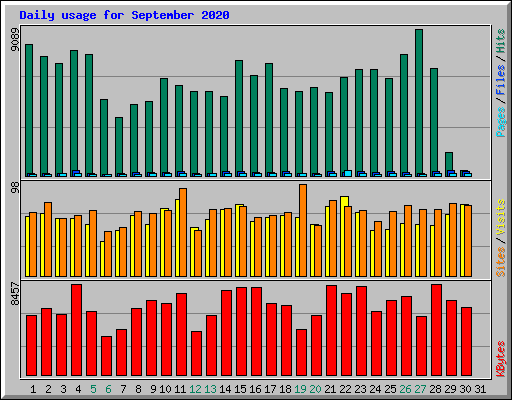 Daily usage for September 2020
9089
Pages / Files / Hits
98
Sites / Visits
8457
KBytes
1 2 3 4 5 6 7 8 9 10 11 12 13 14 15 16 17 18 19 20 21 22 23 24 25 26 27 28 29 30 31